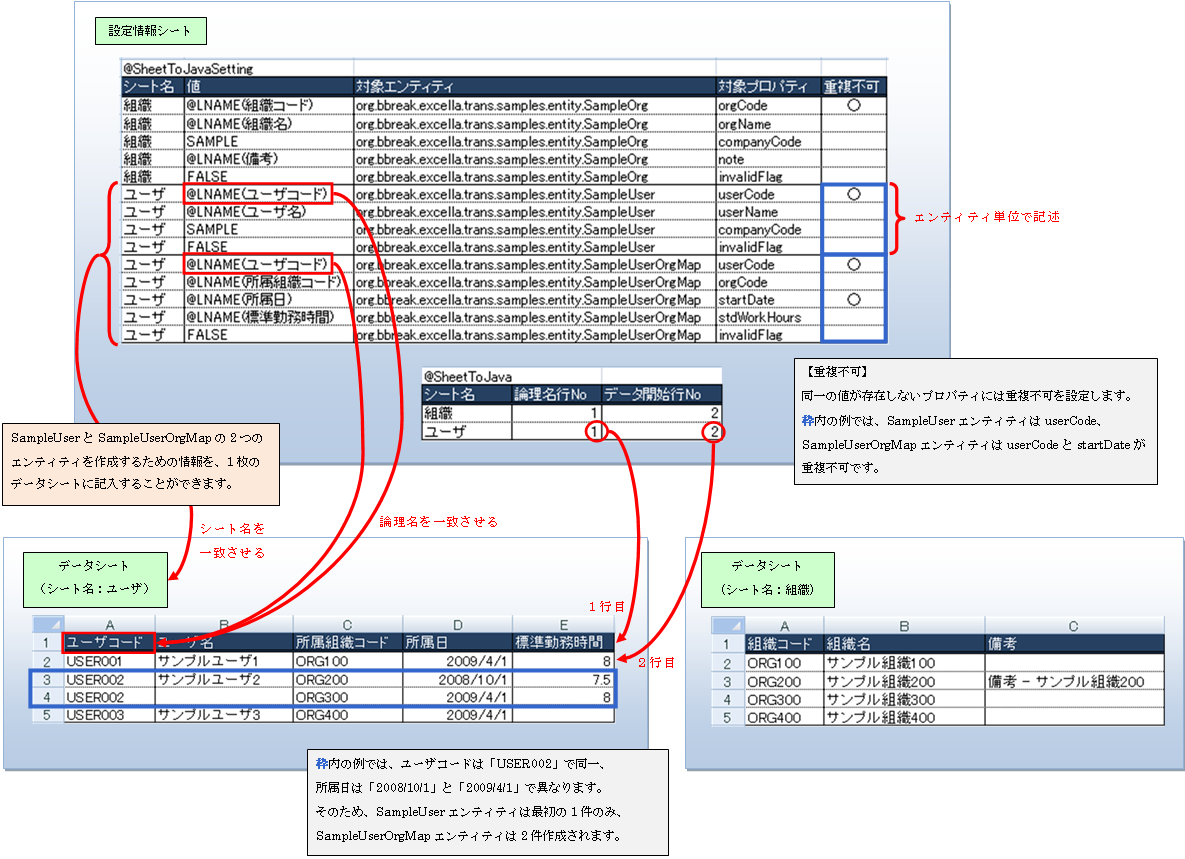 設定情報シート
@SheetToJavaSetting
シート名 値 対象エンティティ 対象プロパティ 重複不可
組織 @LNAME(組織コード) org.bbreak.excella.trans.samples.entity.SampleOrg orgCode ○
組織 @LNAME(組織名) org.bbreak.excella.trans.samples.entity.SampleOrg orgName
組織 SAMPLE org.bbreak.excella.trans.samples.entity.SampleOrg companyCode
組織 @LNAME(備考) org.bbreak.excella.trans.samples.entity.SampleOrg note
組織 FALSE org.bbreak.excella.trans.samples.entity.SampleOrg invalidFlag
ユーザ @LNAME(ユーザコード) org.bbreak.excella.trans.samples.entity.SampleUser userCode ○
ユーザ @LNAME(ユーザ名) org.bbreak.excella.trans.samples.entity.SampleUser userName
ユーザ SAMPLE org.bbreak.excella.trans.samples.entity.SampleUser companyCode
ユーザ FALSE org.bbreak.excella.trans.samples.entity.SampleUser invalidFlag
ユーザ @LNAME(ユーザコード) org.bbreak.excella.trans.samples.entity.SampleUserOrgMap userCode ○
ユーザ @LNAME(所属組織コード) org.bbreak.excella.trans.samples.entity.SampleUserOrgMap orgCode
ユーザ @LNAME(所属日) org.bbreak.excella.trans.samples.entity.SampleUserOrgMap startDate ○
ユーザ @LNAME(標準勤務時間) org.bbreak.excella.trans.samples.entity.SampleUserOrgMap stdWorkHours
ユーザ FALSE org.bbreak.excella.trans.samples.entity.SampleUserOrgMap invalidFlag
エンティティ単位で記述
@SheetToJava
シート名 論理名行No データ開始行No
組織 1 2
ユーザ 1 2
【重複不可】
同一の値が存在しないプロパティには重複不可を設定します。
枠内の例では、SampleUser エンティティは userCode、
SampleUserOrgMap エンティティは userCode と startDate が
重複不可です。
SampleUser と SampleUserOrgMap の２つの
エンティティを作成するための情報を、１枚の
データシートに記入することができます。
シート名を
一致させる
論理名を一致させる
１行目
２行目
データシート
（シート名：ユーザ）
A B C D E
1 ユーザコード ユーザ名 所属組織コード 所属日 標準勤務時間
2 USER001 サンプルユーザ1 ORG100 2009/4/1 8
3 USER002 サンプルユーザ2 ORG200 2008/10/1 7.5
4 USER002 ORG300 2009/4/1 8
5 USER003 サンプルユーザ3 ORG400 2009/4/1
データシート
（シート名：組織）
A B C
1 組織コード 組織名 備考
2 ORG100 サンプル組織100
3 ORG200 サンプル組織200 備考 － サンプル組織200
4 ORG300 サンプル組織300
5 ORG400 サンプル組織400
枠内の例では、ユーザコードは「USER002」で同一、
所属日は「2008/10/1」と「2009/4/1」で異なります。
そのため、SampleUser エンティティは最初の１件のみ、
SampleUserOrgMap エンティティは２件作成されます。